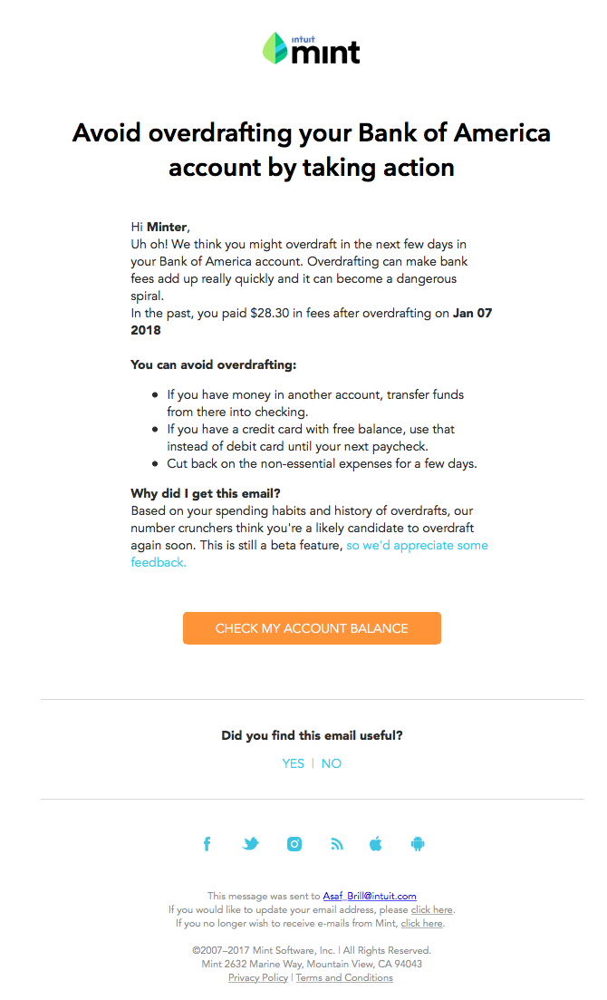 intuit
mint
Avoid overdrafting your Bank of America
account by taking action
Hi Minter,
Uh oh! We think you might overdraft in the next few days in
your Bank of America account. Overdrafting can make bank
fees add up really quickly and it can become a dangerous
spiral.
In the past, you paid $28.30 in fees after overdrafting on Jan 07
2018
You can avoid overdrafting:
• If you have money in another account, transfer funds
from there into checking.
• If you have a credit card with free balance, use that
instead of debit card until your next paycheck.
• Cut back on the non-essential expenses for a few days.
Why did I get this email?
Based on your spending habits and history of overdrafts, our
number crunchers think you're a likely candidate to overdraft
again soon. This is still a beta feature, so we'd appreciate some
feedback.
CHECK MY ACCOUNT BALANCE
Did you find this email useful?
YES | NO
This message was sent to Asaf_Brill@intuit.com
If you would like to update your email address, please click here.
If you no longer wish to receive e-mails from Mint, click here.
©2007–2017 Mint Software, Inc. | All Rights Reserved.
Mint 2632 Marine Way, Mountain View, CA 94043
Privacy Policy | Terms and Conditions